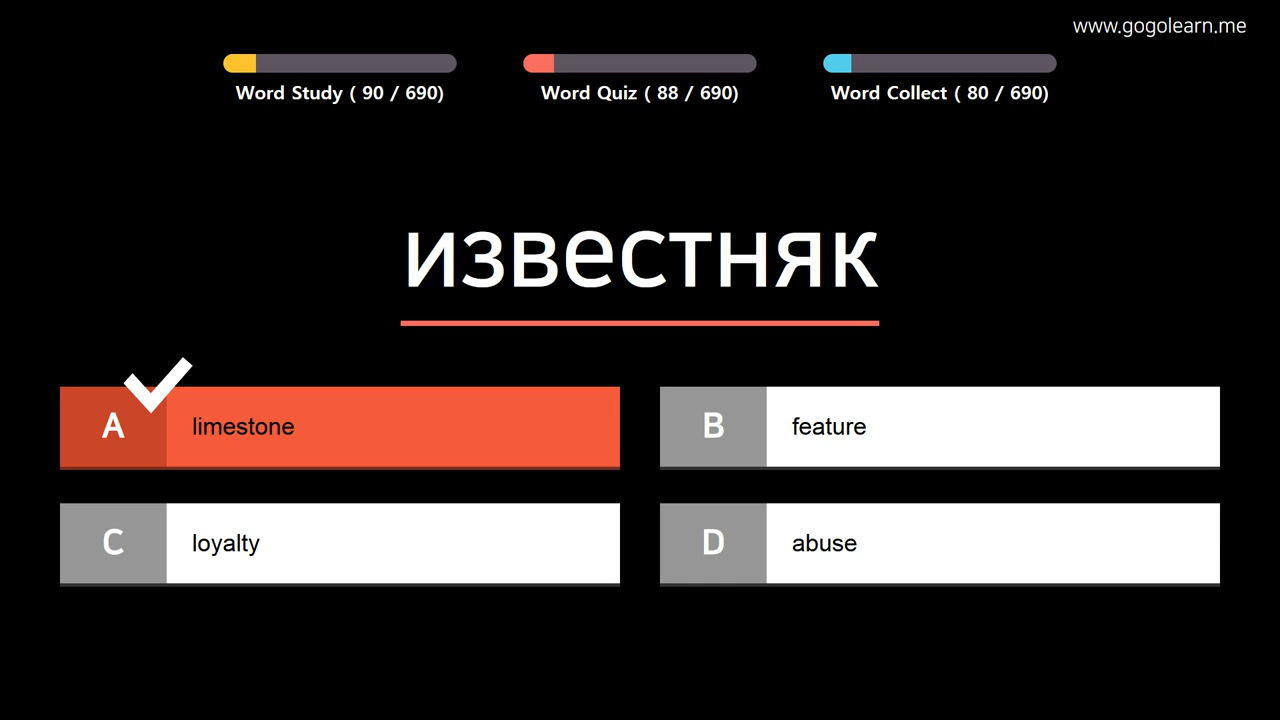 www.gogolearn.me
Word Study ( 90 / 690)
Word Quiz ( 88 / 690)
Word Collect ( 80 / 690)
известняк
A limestone
B feature
C loyalty
D abuse